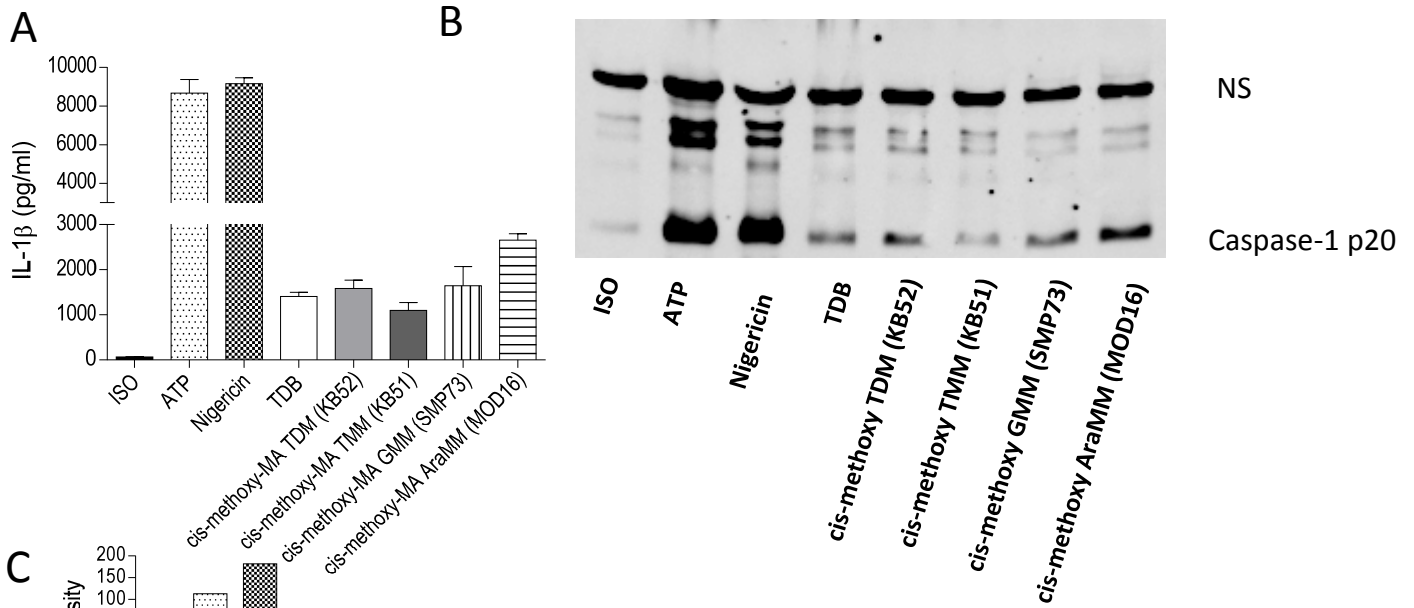 A
IL-1β (pg/ml)
10000
8000
6000
4000
3000
2000
1000
0
ISO
ATP
Nigericin
TDB
cis-methoxy-MA TDM (KB52)
cis-methoxy-MA TMM (KB51)
cis-methoxy-MA GMM (SMP73)
cis-methoxy-MA AraMM (MOD16)
B
NS
Caspase-1 p20
ISO
ATP
Nigericin
TDB
cis-methoxy TDM (KB52)
cis-methoxy TMM (KB51)
cis-methoxy GMM (SMP73)
cis-methoxy AraMM (MOD16)
C
200
150
100